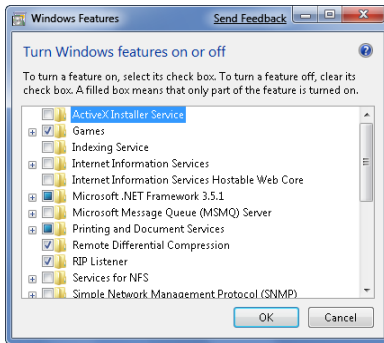 Windows Features
Send Feedback
Turn Windows features on or off
To turn a feature on, select its check box. To turn a feature off, clear its
check box. A filled box means that only part of the feature is turned on.
ActiveX Installer Service
Games
Indexing Service
Internet Information Services
Internet Information Services Hostable Web Core
Microsoft .NET Framework 3.5.1
Microsoft Message Queue (MSMQ) Server
Printing and Document Services
Remote Differential Compression
RIP Listener
Services for NFS
Simple Network Management Protocol (SNMP)
OK
Cancel